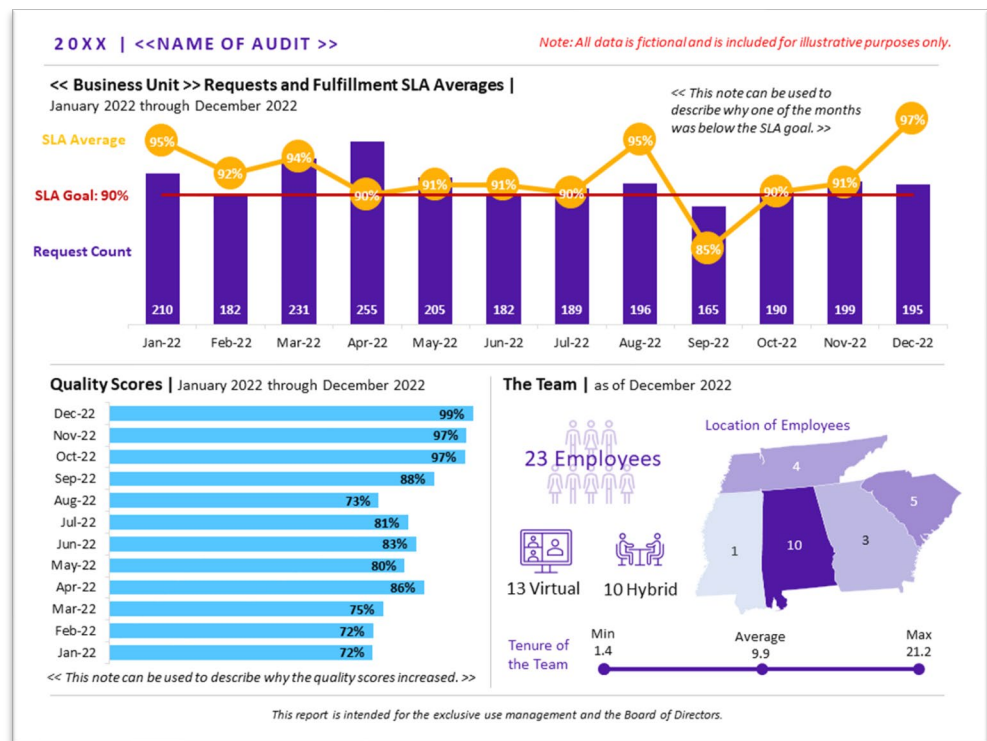 20XX | <<NAME OF AUDIT >>
Note: All data is fictional and is included for illustrative purposes only.
<< Business Unit >> Requests and Fulfillment SLA Averages |
January 2022 through December 2022
<< This note can be used to
describe why one of the months
was below the SLA goal. >>
SLA Average
95% 92% 94% 90% 91% 91% 90% 95% 85% 90% 91% 97%
SLA Goal: 90%
Request Count
210 182 231 255 205 182 189 196 165 190 199 195
Jan-22 Feb-22 Mar-22 Apr-22 May-22 Jun-22 Jul-22 Aug-22 Sep-22 Oct-22 Nov-22 Dec-22
Quality Scores | January 2022 through December 2022
Dec-22 99%
Nov-22 97%
Oct-22 97%
Sep-22 88%
Aug-22 73%
Jul-22 81%
Jun-22 83%
May-22 80%
Apr-22 86%
Mar-22 75%
Feb-22 72%
Jan-22 72%
<< This note can be used to describe why the quality scores increased. >>
The Team | as of December 2022
23 Employees
13 Virtual 10 Hybrid
Location of Employees
4
5
1 10 3
Tenure of
the Team
Min Average Max
1.4 9.9 21.2
This report is intended for the exclusive use management and the Board of Directors.